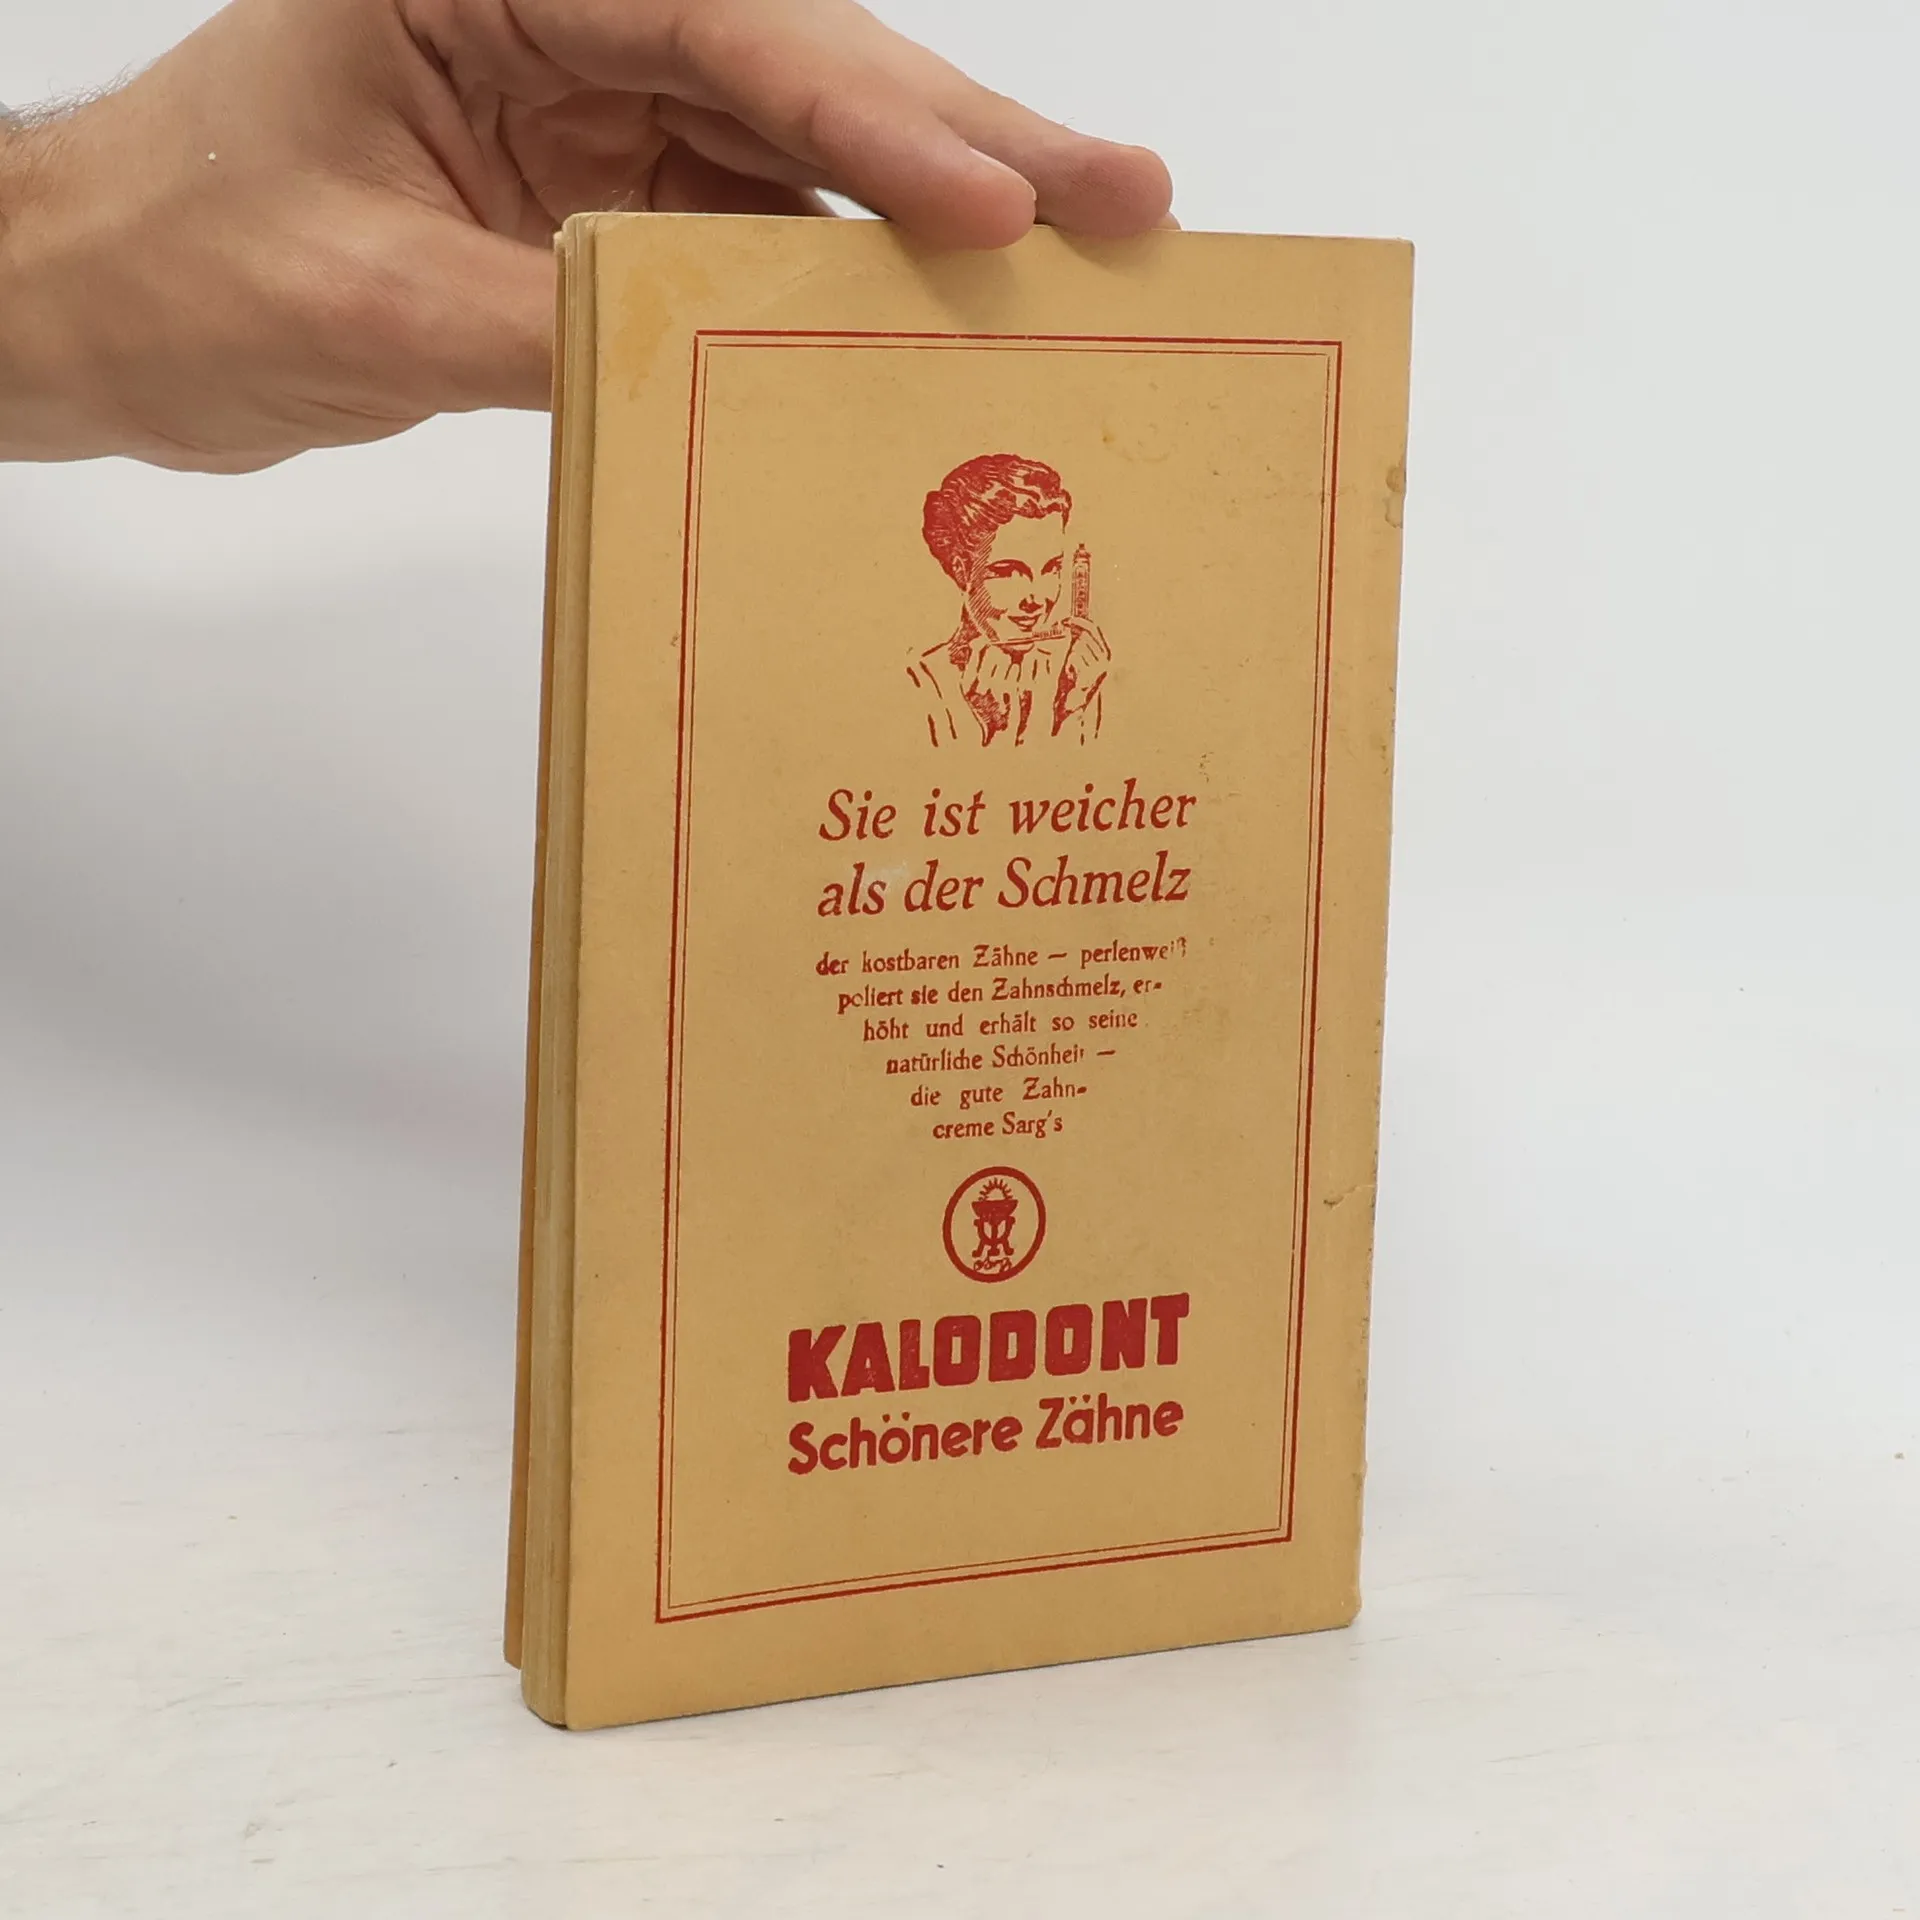 Sie ist weicher
als der Schmelz
der kostbaren Zähne — perlenweiß
poliert sie den Zahnschmelz, er-
höht und erhält so seine
natürliche Schönheit —
die gute Zahn-
creme Sarg's
KALODONT
Schönere Zähne